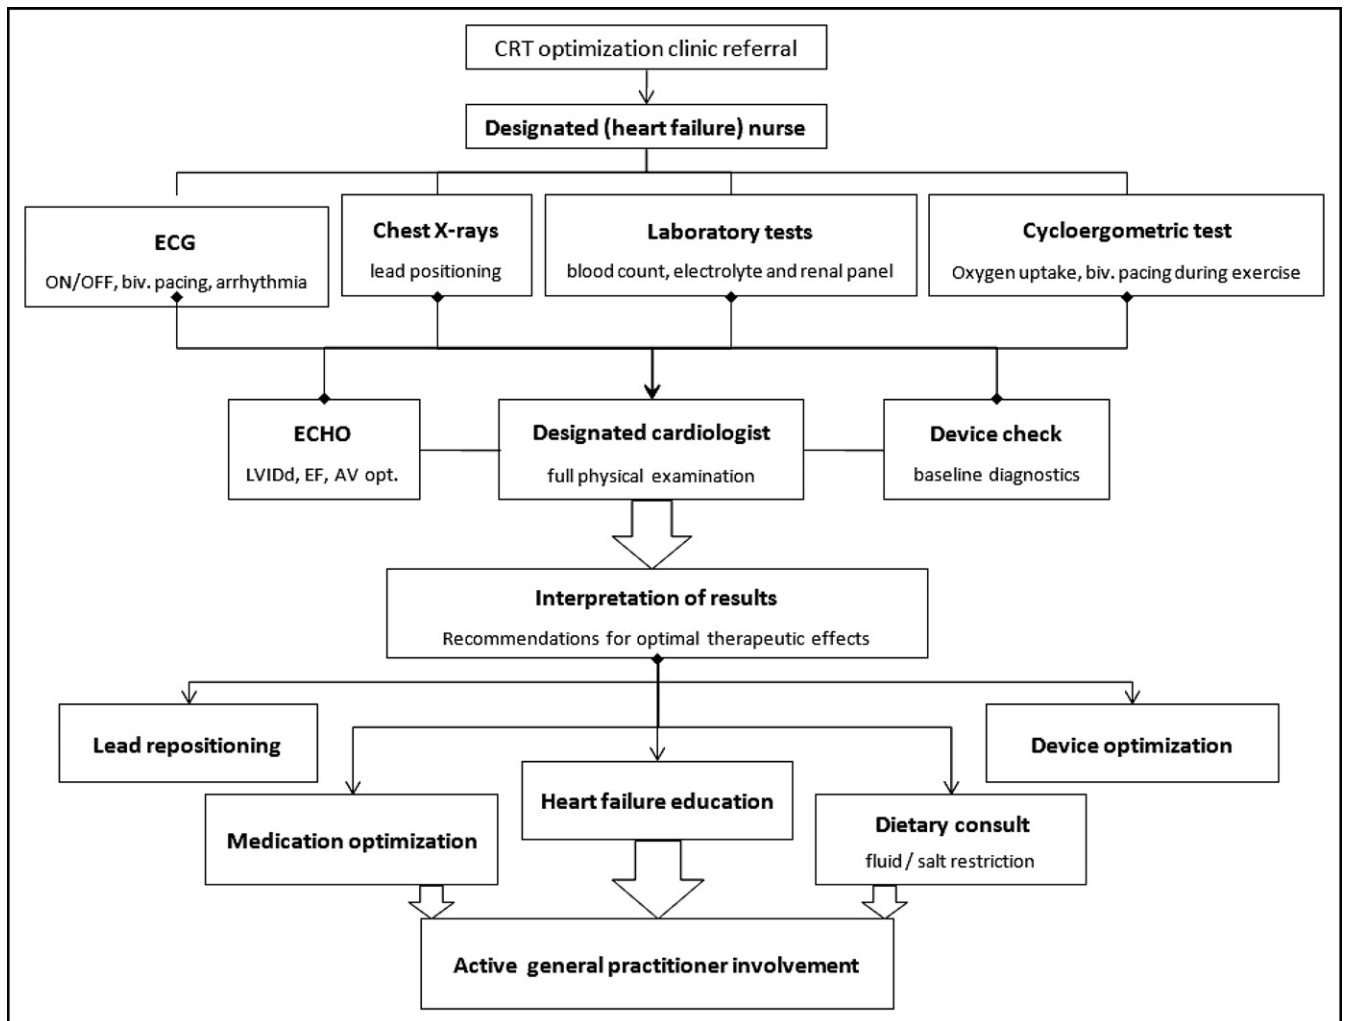 CRT optimization clinic referral
Designated (heart failure) nurse
ECG
ON/OFF, biv. pacing, arrhythmia
Chest X-rays
lead positioning
Laboratory tests
blood count, electrolyte and renal panel
Cycloergometric test
Oxygen uptake, biv. pacing during exercise
ECHO
LVIDd, EF, AV opt.
Designated cardiologist
full physical examination
Device check
baseline diagnostics
Interpretation of results
Recommendations for optimal therapeutic effects
Lead repositioning
Device optimization
Medication optimization
Heart failure education
Dietary consult
fluid / salt restriction
Active general practitioner involvement